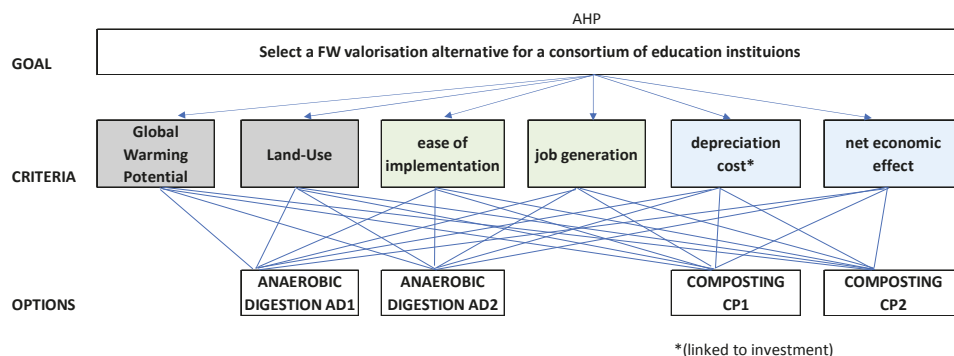 AHP
GOAL
Select a FW valorisation alternative for a consortium of education instituions
CRITERIA
Global
Warming
Potential
Land-Use
ease of
implementation
job generation
depreciation
cost*
net economic
effect
OPTIONS
ANAEROBIC
DIGESTION AD1
ANAEROBIC
DIGESTION AD2
COMPOSTING
CP1
COMPOSTING
CP2
*(linked to investment)